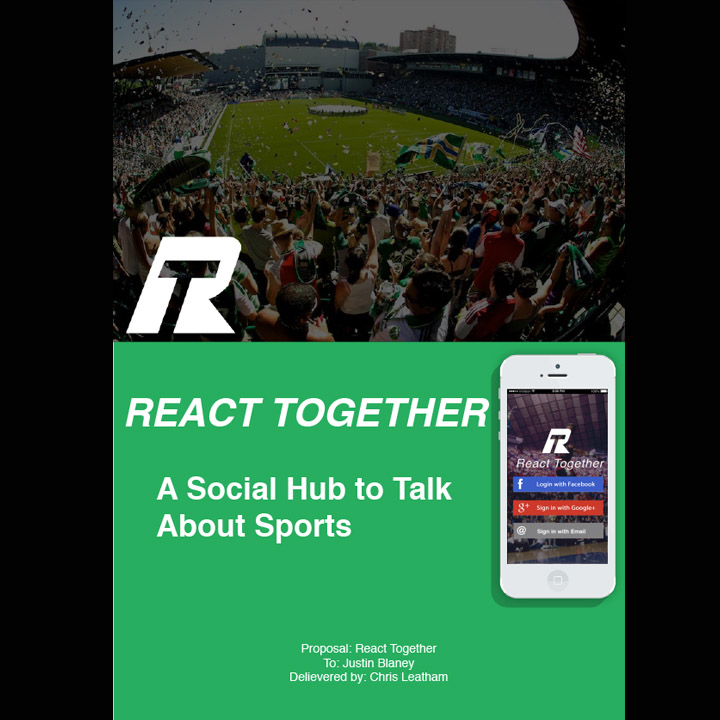 REACT TOGETHER
A Social Hub to Talk
About Sports
React Together
f Login with Facebook
g+ Sign in with Google+
@ Sign in with Email
Proposal: React Together
To: Justin Blaney
Delievered by: Chris Leatham